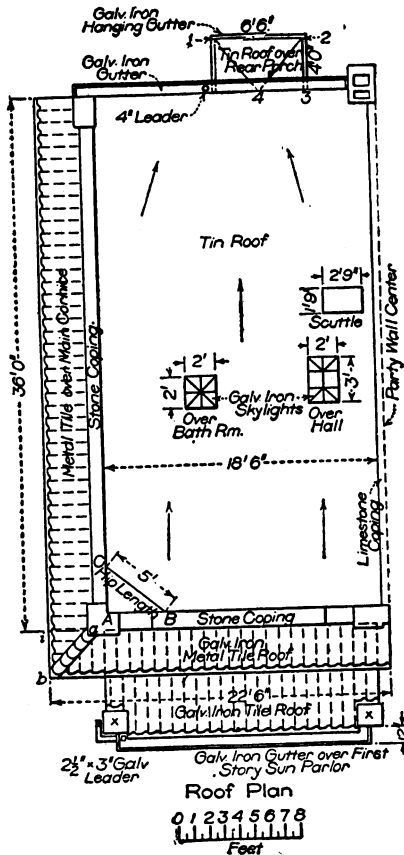 Galv. Iron
Hanging Gutter
6'6"
1
2
Tin Roof over
Rear Porch
4'0"
Galv. Iron
Gutter
4
3
4" Leader
36'0"
Metal Tile over Main Cornice
Stone Coping
Tin Roof
2'9"
1'9"
Scuttle
Party Wall Center
2'
2'
2'
3'
Galv. Iron
Skylights
Over
Bath Rm.
Over
Hall
18'6"
Limestone
Coping
C
5'
Hip Length
A
B
a
b
Stone Coping
Galv. Iron
Metal Tile Roof
22'6"
Galv. Iron Tile Roof
x
x
2½" x 3" Galv
Leader
Galv. Iron Gutter over First
Story Sun Parlor
Roof Plan
0 1 2 3 4 5 6 7 8
Feet